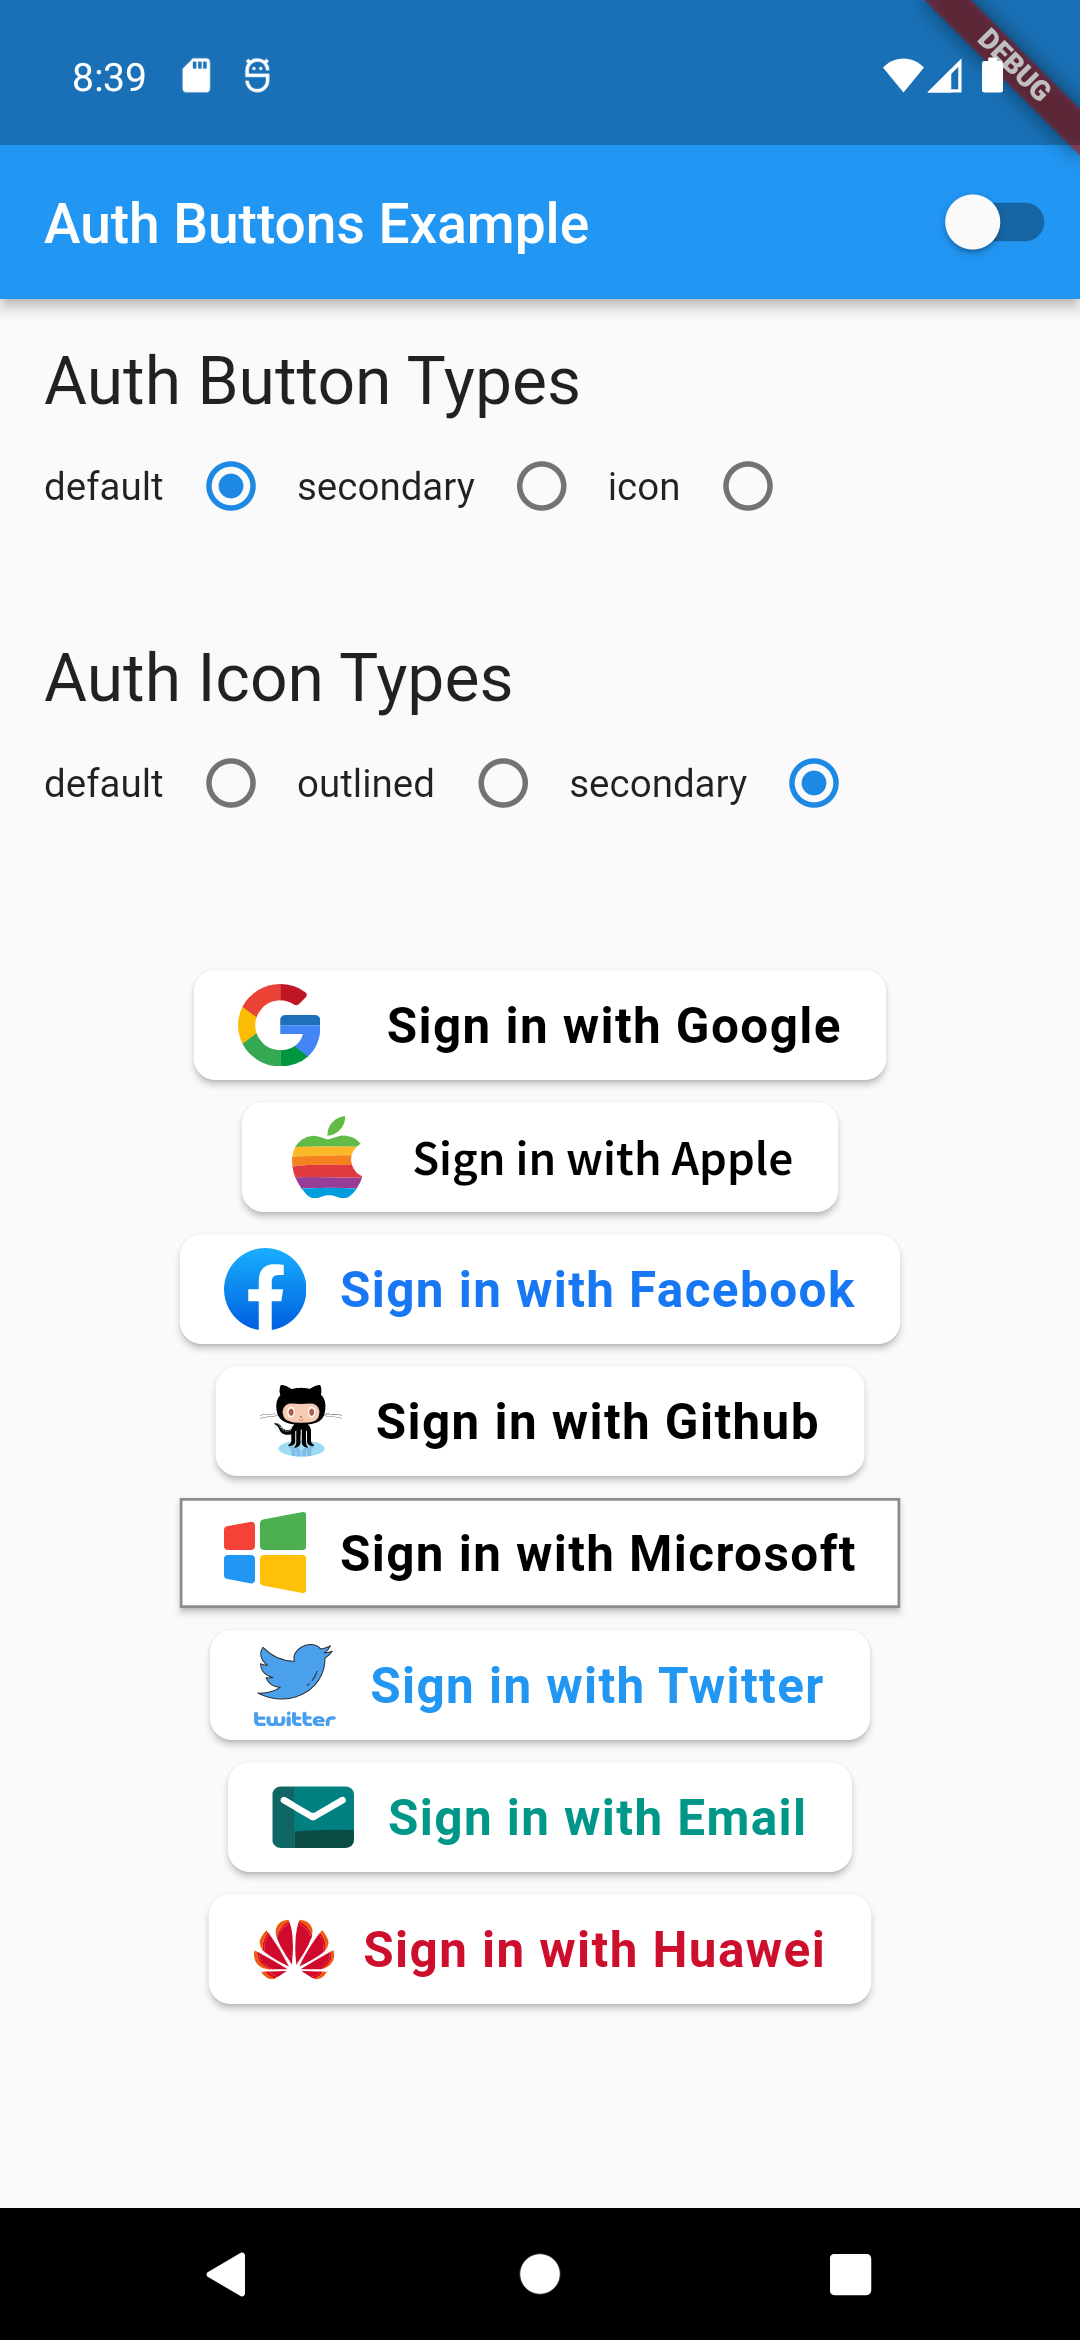 8:39
DEBUG
Auth Buttons Example
Auth Button Types
default secondary icon
Auth Icon Types
default outlined secondary
Sign in with Google
Sign in with Apple
Sign in with Facebook
Sign in with Github
Sign in with Microsoft
Sign in with Twitter
twitter
Sign in with Email
Sign in with Huawei